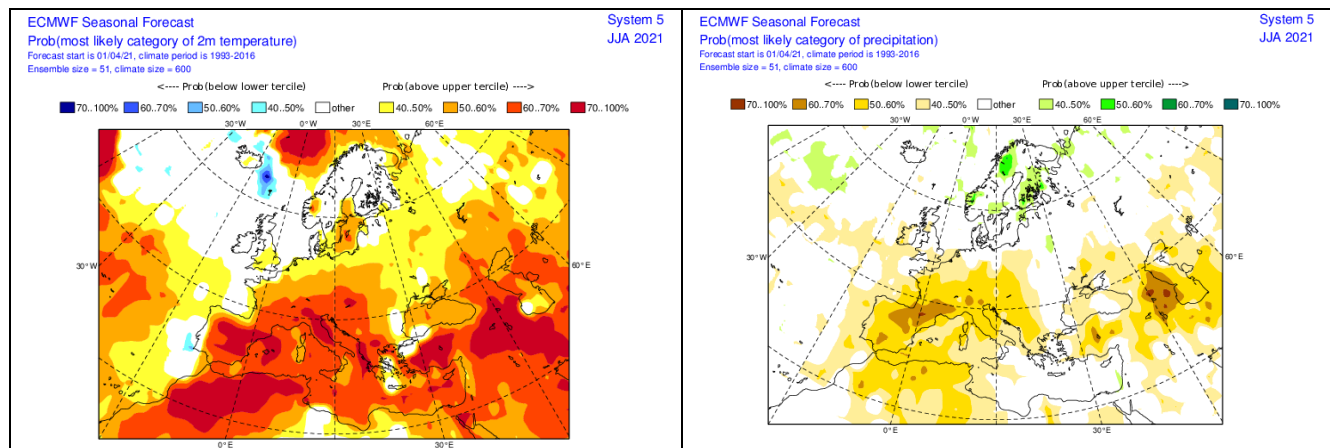 ECMWF Seasonal Forecast
System 5
Prob(most likely category of 2m temperature)
JJA 2021
Forecast start is 01/04/21, climate period is 1993-2016
Ensemble size = 51, climate size = 600
<---- Prob(below lower tercile)
Prob(above upper tercile) ---->
70..100% 60..70% 50..60% 40..50% other 40..50% 50..60% 60..70% 70..100%
30°W 0°W 30°E 60°E
30°W
60°E
0°E 30°E
ECMWF Seasonal Forecast
System 5
Prob(most likely category of precipitation)
JJA 2021
Forecast start is 01/04/21, climate period is 1993-2016
Ensemble size = 51, climate size = 600
<---- Prob(below lower tercile)
Prob(above upper tercile) ---->
70..100% 60..70% 50..60% 40..50% other 40..50% 50..60% 60..70% 70..100%
30°W 0°W 30°E 60°E
30°W
60°E
0°E 30°E